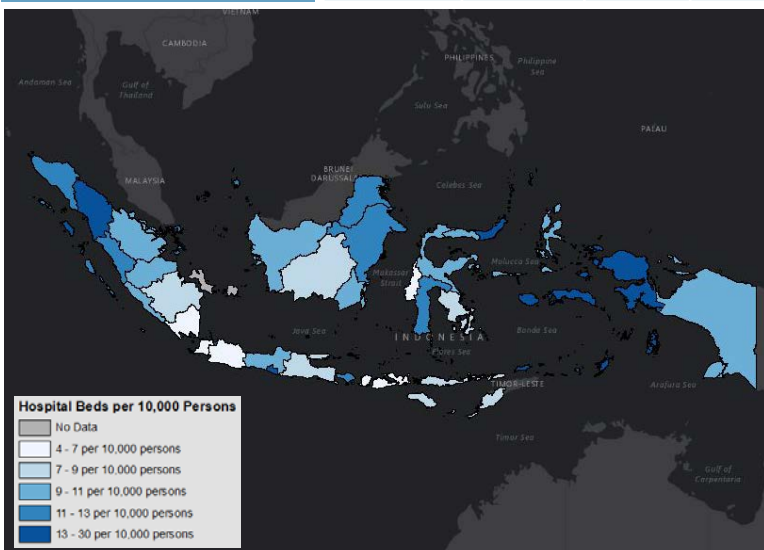 VIETNAM
CAMBODIA
PHILIPPINES
Philippine
Sea
Andaman Sea
Gulf of
Thailand
Sulu Sea
PALAU
MALAYSIA
BRUNEI
DARUSSALA
Celebes Sea
Makassar
Strait
Molucca Sea
Java Sea
INDONESIA
Banda Sea
Flores Sea
TIMOR-LESTE
Arafura Sea
Timor Sea
Gulf of
Carpentaria
Hospital Beds per 10,000 Persons
No Data
4 - 7 per 10,000 persons
7 - 9 per 10,000 persons
9 - 11 per 10,000 persons
11 - 13 per 10,000 persons
13 - 30 per 10,000 persons